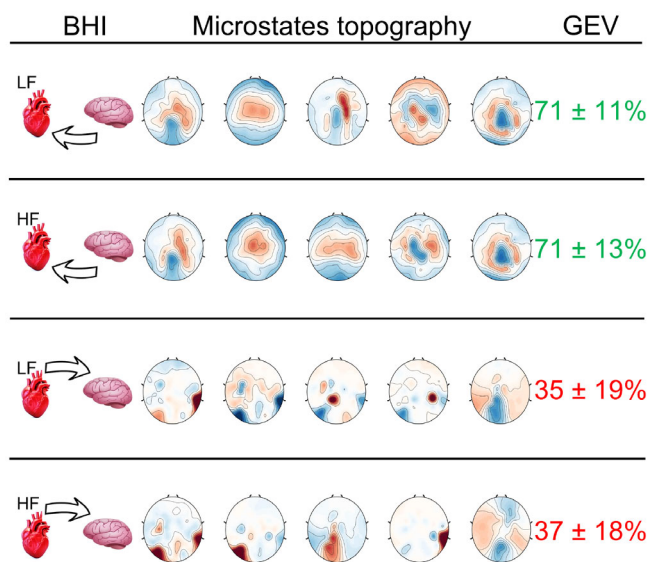 BHI Microstates topography GEV
LF
71 ± 11%
HF
71 ± 13%
LF
35 ± 19%
HF
37 ± 18%